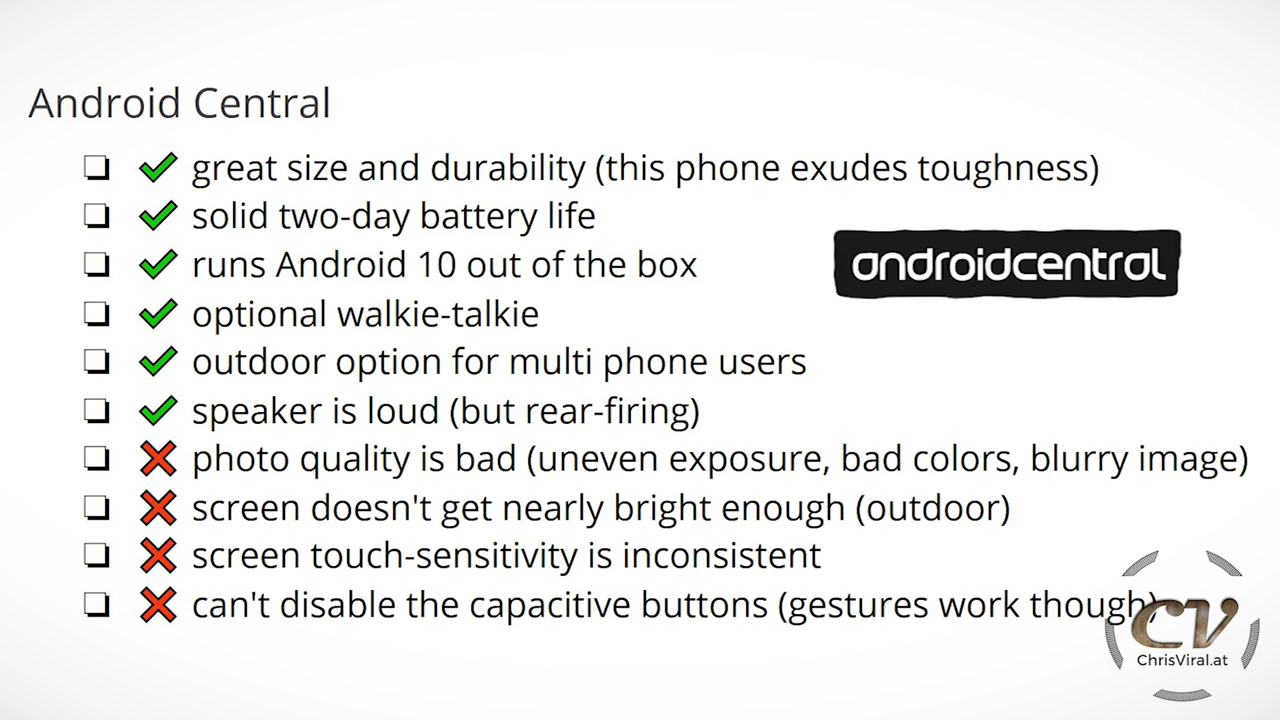 Android Central
great size and durability (this phone exudes toughness)
solid two-day battery life
runs Android 10 out of the box
androidcentral
optional walkie-talkie
outdoor option for multi phone users
speaker is loud (but rear-firing)
photo quality is bad (uneven exposure, bad colors, blurry image)
screen doesn't get nearly bright enough (outdoor)
screen touch-sensitivity is inconsistent
can't disable the capacitive buttons (gestures work though)
CV
ChrisViral.at